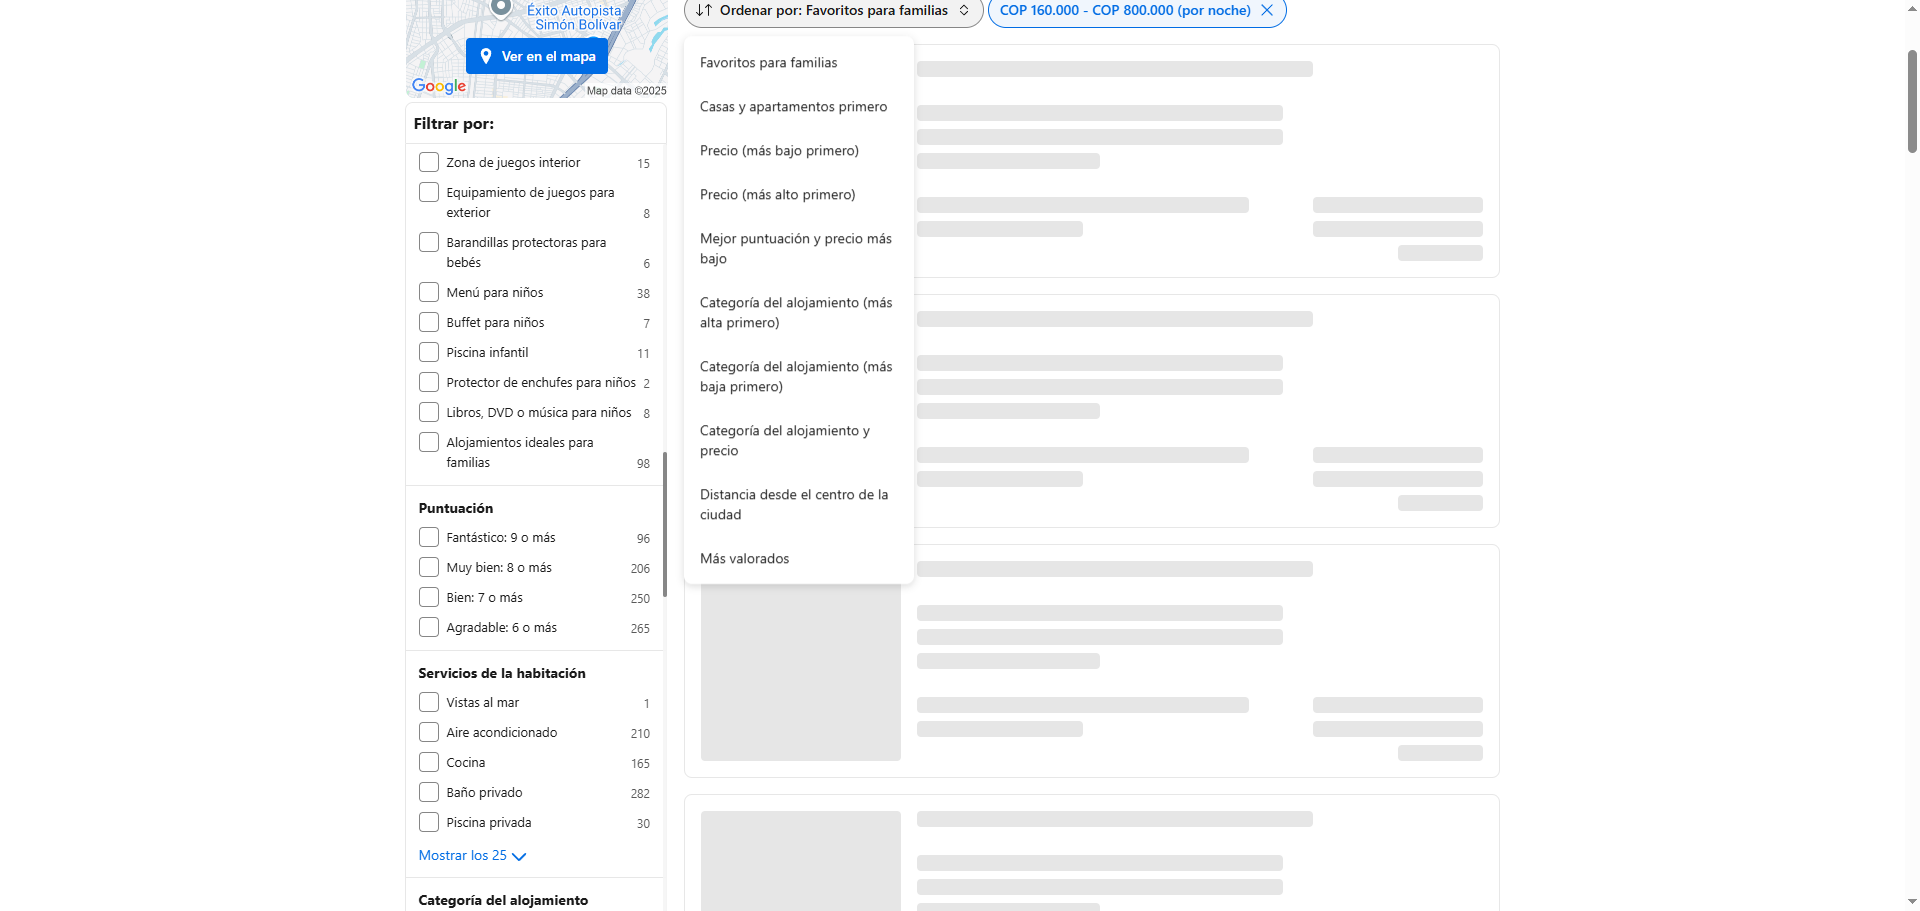 Éxito Autopista
Simón Bolívar
Ver en el mapa
Google
Map data ©2025
Filtrar por:
Zona de juegos interior 15
Equipamiento de juegos para
exterior 8
Barandillas protectoras para
bebés 6
Menú para niños 38
Buffet para niños 7
Piscina infantil 11
Protector de enchufes para niños 2
Libros, DVD o música para niños 8
Alojamientos ideales para
familias 98
Puntuación
Fantástico: 9 o más 96
Muy bien: 8 o más 206
Bien: 7 o más 250
Agradable: 6 o más 265
Servicios de la habitación
Vistas al mar 1
Aire acondicionado 210
Cocina 165
Baño privado 282
Piscina privada 30
Mostrar los 25
Categoría del alojamiento
Ordenar por: Favoritos para familias
COP 160.000 - COP 800.000 (por noche)
Favoritos para familias
Casas y apartamentos primero
Precio (más bajo primero)
Precio (más alto primero)
Mejor puntuación y precio más
bajo
Categoría del alojamiento (más
alta primero)
Categoría del alojamiento (más
baja primero)
Categoría del alojamiento y
precio
Distancia desde el centro de la
ciudad
Más valorados